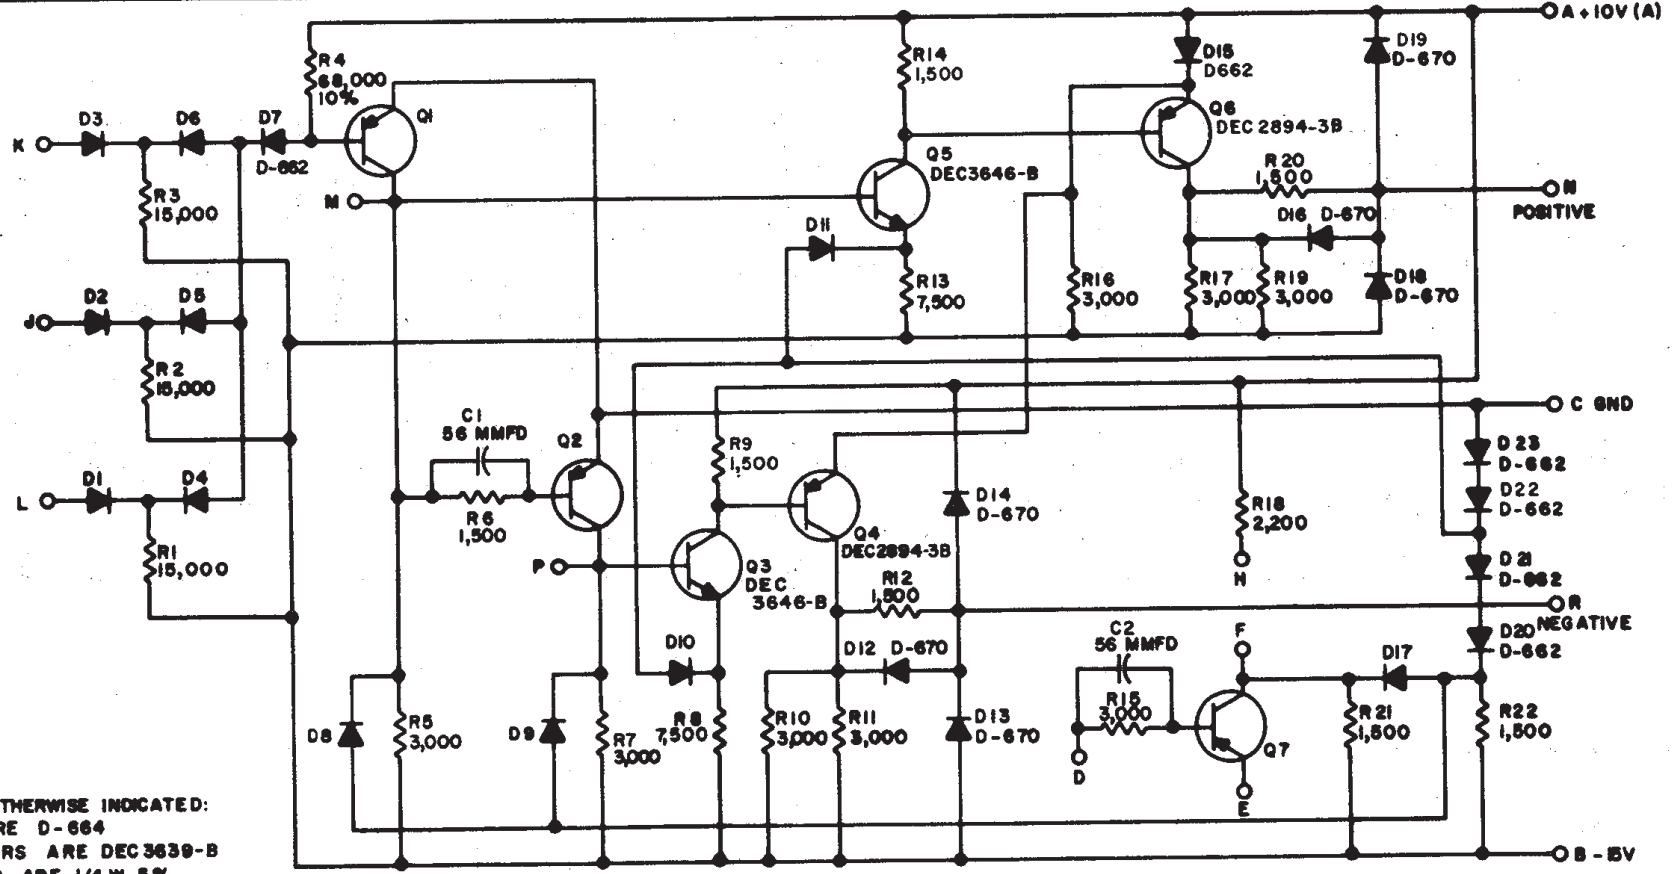 A + 10V (A)
R4
68,000
10%
Q1
R14
1,500
D15
D662
D19
D-670
K
D3
D6
D7
D-662
Q6
DEC 2894-3B
R3
15,000
M
Q5
DEC3646-B
R20
1,500
N
POSITIVE
D11
D16 D-670
R13
7,500
R16
3,000
R17
3,000
R19
3,000
D18
D-670
J
D2
D5
R2
15,000
C GND
C1
56 MMFD
Q2
R9
1,500
D23
D-662
L
D1
D4
R6
1,500
D14
D-670
R18
2,200
D22
D-662
R1
15,000
P
Q3
DEC
3646-B
Q4
DEC2894-3B
R12
1,500
H
D21
D-662
R
NEGATIVE
D10
D12 D-670
C2
56 MMFD
F
D20
D-662
D17
D8
R5
3,000
D9
R7
3,000
R8
7,500
R10
3,000
R11
3,000
D13
D-670
R15
3,000
D
Q7
E
R21
1,500
R22
1,500
THERWISE INDICATED:
RE D-664
RS ARE DEC3639-B
ARE 1/4W 5%
B - 15V